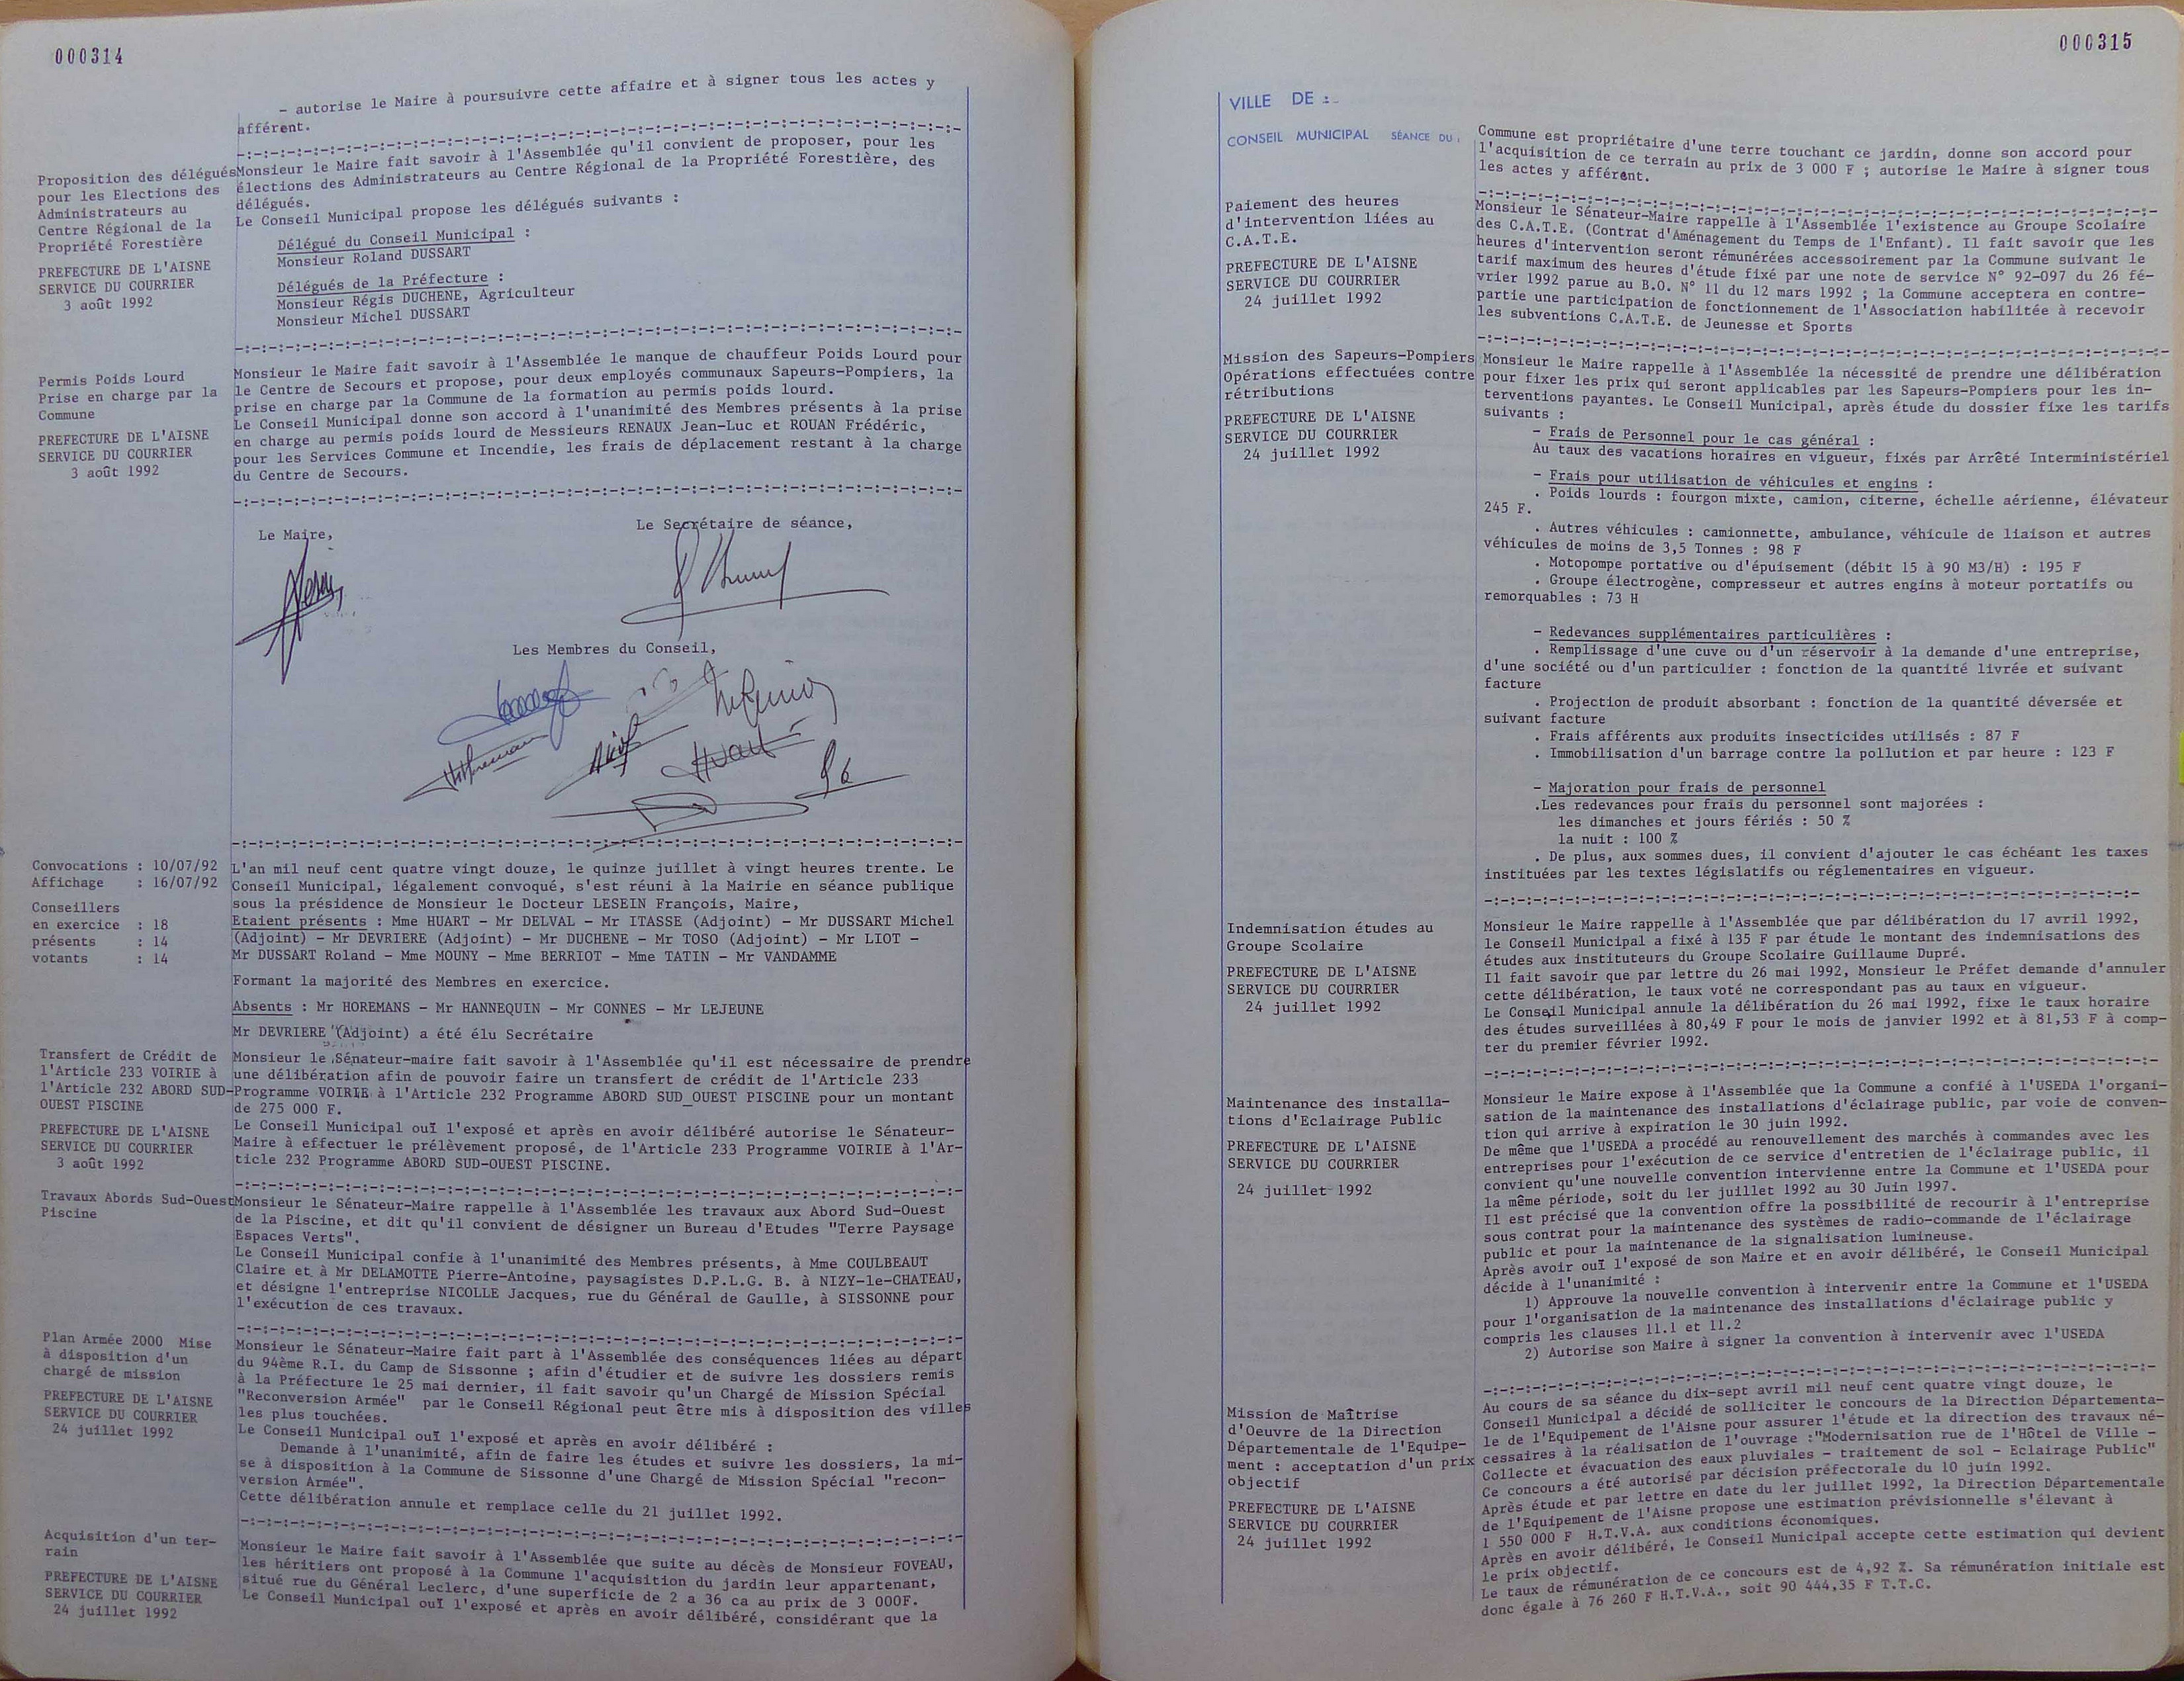 000314
- autorise le Maire à poursuivre cette affaire et à signer tous les actes y
afférent.
-:-:-:-:-:-:-:-:-:-:-:-:-:-:-:-:-:-:-:-:-:-:-:-:-:-:-:-:-:-:-:-:-:-:-:-
Proposition des délégués
pour les Elections des
Administrateurs au
Centre Régional de la
Propriété Forestière
PREFECTURE DE L'AISNE
SERVICE DU COURRIER
3 août 1992
Monsieur le Maire fait savoir à l'Assemblée qu'il convient de proposer, pour les
élections des Administrateurs au Centre Régional de la Propriété Forestière, des
délégués.
Le Conseil Municipal propose les délégués suivants :
Délégué du Conseil Municipal :
Monsieur Roland DUSSART
Délégués de la Préfecture :
Monsieur Régis DUCHENE, Agriculteur
Monsieur Michel DUSSART
-:-:-:-:-:-:-:-:-:-:-:-:-:-:-:-:-:-:-:-:-:-:-:-:-:-:-:-:-:-:-:-:-:-:-:-
Permis Poids Lourd
Prise en charge par la
Commune
PREFECTURE DE L'AISNE
SERVICE DU COURRIER
3 août 1992
Monsieur le Maire fait savoir à l'Assemblée le manque de chauffeur Poids Lourd pour
le Centre de Secours et propose, pour deux employés communaux Sapeurs-Pompiers, la
prise en charge par la Commune de la formation au permis poids lourd.
Le Conseil Municipal donne son accord à l'unanimité des Membres présents à la prise
en charge au permis poids lourd de Messieurs RENAUX Jean-Luc et ROUAN Frédéric,
pour les Services Commune et Incendie, les frais de déplacement restant à la charge
du Centre de Secours.
-:-:-:-:-:-:-:-:-:-:-:-:-:-:-:-:-:-:-:-:-:-:-:-:-:-:-:-:-:-:-:-:-:-:-:-
Le Maire,
Le Secrétaire de séance,
Les Membres du Conseil,
-:-:-:-:-:-:-:-:-:-:-:-:-:-:-:-:-:-:-:-:-:-:-:-:-:-:-:-:-:-:-:-:-:-:-:-
Convocations : 10/07/92
Affichage : 16/07/92
Conseillers
en exercice : 18
présents : 14
votants : 14
L'an mil neuf cent quatre vingt douze, le quinze juillet à vingt heures trente. Le
Conseil Municipal, légalement convoqué, s'est réuni à la Mairie en séance publique
sous la présidence de Monsieur le Docteur LESEIN François, Maire,
Etaient présents : Mme HUART - Mr DELVAL - Mr ITASSE (Adjoint) - Mr DUSSART Michel
(Adjoint) - Mr DEVRIERE (Adjoint) - Mr DUCHENE - Mr TOSO (Adjoint) - Mr LIOT -
Mr DUSSART Roland - Mme MOUNY - Mme BERRIOT - Mme TATIN - Mr VANDAMME
Formant la majorité des Membres en exercice.
Absents : Mr HOREMANS - Mr HANNEQUIN - Mr CONNES - Mr LEJEUNE
Mr DEVRIERE (Adjoint) a été élu Secrétaire
Transfert de Crédit de
l'Article 233 VOIRIE à
l'Article 232 ABORD SUD-
OUEST PISCINE
PREFECTURE DE L'AISNE
SERVICE DU COURRIER
3 août 1992
Monsieur le Sénateur-maire fait savoir à l'Assemblée qu'il est nécessaire de prendre
une délibération afin de pouvoir faire un transfert de crédit de l'Article 233
Programme VOIRIE à l'Article 232 Programme ABORD SUD_OUEST PISCINE pour un montant
de 275 000 F.
Le Conseil Municipal ouï l'exposé et après en avoir délibéré autorise le Sénateur-
Maire à effectuer le prélèvement proposé, de l'Article 233 Programme VOIRIE à l'Ar-
ticle 232 Programme ABORD SUD-OUEST PISCINE.
-:-:-:-:-:-:-:-:-:-:-:-:-:-:-:-:-:-:-:-:-:-:-:-:-:-:-:-:-:-:-:-:-:-:-:-
Travaux Abords Sud-Ouest
Piscine
Monsieur le Sénateur-Maire rappelle à l'Assemblée les travaux aux Abord Sud-Ouest
de la Piscine, et dit qu'il convient de désigner un Bureau d'Etudes "Terre Paysage
Espaces Verts".
Le Conseil Municipal confie à l'unanimité des Membres présents, à Mme COULBEAUT
Claire et à Mr DELAMOTTE Pierre-Antoine, paysagistes D.P.L.G. B. à NIZY-le-CHATEAU,
et désigne l'entreprise NICOLLE Jacques, rue du Général de Gaulle, à SISSONNE pour
l'exécution de ces travaux.
-:-:-:-:-:-:-:-:-:-:-:-:-:-:-:-:-:-:-:-:-:-:-:-:-:-:-:-:-:-:-:-:-:-:-:-
Plan Armée 2000 Mise
à disposition d'un
chargé de mission
PREFECTURE DE L'AISNE
SERVICE DU COURRIER
24 juillet 1992
Monsieur le Sénateur-Maire fait part à l'Assemblée des conséquences liées au départ
du 94ème R.I. du Camp de Sissonne ; afin d'étudier et de suivre les dossiers remis
à la Préfecture le 25 mai dernier, il fait savoir qu'un Chargé de Mission Spécial
"Reconversion Armée" par le Conseil Régional peut être mis à disposition des villes
les plus touchées.
Le Conseil Municipal ouï l'exposé et après en avoir délibéré :
Demande à l'unanimité, afin de faire les études et suivre les dossiers, la mi-
se à disposition à la Commune de Sissonne d'une Chargé de Mission Spécial "recon-
version Armée".
Cette délibération annule et remplace celle du 21 juillet 1992.
-:-:-:-:-:-:-:-:-:-:-:-:-:-:-:-:-:-:-:-:-:-:-:-:-:-:-:-:-:-:-:-:-:-:-:-
Acquisition d'un ter-
rain
PREFECTURE DE L'AISNE
SERVICE DU COURRIER
24 juillet 1992
Monsieur le Maire fait savoir à l'Assemblée que suite au décès de Monsieur FOVEAU,
les héritiers ont proposé à la Commune l'acquisition du jardin leur appartenant,
situé rue du Général Leclerc, d'une superficie de 2 a 36 ca au prix de 3 000F.
Le Conseil Municipal ouï l'exposé et après en avoir délibéré, considérant que la
000315
VILLE DE :
CONSEIL MUNICIPAL SÉANCE DU
Commune est propriétaire d'une terre touchant ce jardin, donne son accord pour
l'acquisition de ce terrain au prix de 3 000 F ; autorise le Maire à signer tous
les actes y afférent.
-:-:-:-:-:-:-:-:-:-:-:-:-:-:-:-:-:-:-:-:-:-:-:-:-:-:-:-:-:-:-:-:-:-:-:-
Paiement des heures
d'intervention liées au
C.A.T.E.
PREFECTURE DE L'AISNE
SERVICE DU COURRIER
24 juillet 1992
Monsieur le Sénateur-Maire rappelle à l'Assemblée l'existence au Groupe Scolaire
des C.A.T.E. (Contrat d'Aménagement du Temps de l'Enfant). Il fait savoir que les
heures d'intervention seront rémunérées accessoirement par la Commune suivant le
tarif maximum des heures d'étude fixé par une note de service N° 92-097 du 26 fé-
vrier 1992 parue au B.O. N° 11 du 12 mars 1992 ; la Commune acceptera en contre-
partie une participation de fonctionnement de l'Association habilitée à recevoir
les subventions C.A.T.E. de Jeunesse et Sports
-:-:-:-:-:-:-:-:-:-:-:-:-:-:-:-:-:-:-:-:-:-:-:-:-:-:-:-:-:-:-:-:-:-:-:-
Mission des Sapeurs-Pompiers
Opérations effectuées contre
rétributions
PREFECTURE DE L'AISNE
SERVICE DU COURRIER
24 juillet 1992
Monsieur le Maire rappelle à l'Assemblée la nécessité de prendre une délibération
pour fixer les prix qui seront applicables par les Sapeurs-Pompiers pour les in-
terventions payantes. Le Conseil Municipal, après étude du dossier fixe les tarifs
suivants :
- Frais de Personnel pour le cas général :
Au taux des vacations horaires en vigueur, fixés par Arrêté Interministériel
- Frais pour utilisation de véhicules et engins :
. Poids lourds : fourgon mixte, camion, citerne, échelle aérienne, élévateur
245 F.
. Autres véhicules : camionnette, ambulance, véhicule de liaison et autres
véhicules de moins de 3,5 Tonnes : 98 F
. Motopompe portative ou d'épuisement (débit 15 à 90 M3/H) : 195 F
. Groupe électrogène, compresseur et autres engins à moteur portatifs ou
remorquables : 73 H
- Redevances supplémentaires particulières :
. Remplissage d'une cuve ou d'un réservoir à la demande d'une entreprise,
d'une société ou d'un particulier : fonction de la quantité livrée et suivant
facture
. Projection de produit absorbant : fonction de la quantité déversée et
suivant facture
. Frais afférents aux produits insecticides utilisés : 87 F
. Immobilisation d'un barrage contre la pollution et par heure : 123 F
- Majoration pour frais de personnel
.Les redevances pour frais du personnel sont majorées :
les dimanches et jours fériés : 50 %
la nuit : 100 %
. De plus, aux sommes dues, il convient d'ajouter le cas échéant les taxes
instituées par les textes législatifs ou réglementaires en vigueur.
-:-:-:-:-:-:-:-:-:-:-:-:-:-:-:-:-:-:-:-:-:-:-:-:-:-:-:-:-:-:-:-:-:-:-:-
Indemnisation études au
Groupe Scolaire
PREFECTURE DE L'AISNE
SERVICE DU COURRIER
24 juillet 1992
Monsieur le Maire rappelle à l'Assemblée que par délibération du 17 avril 1992,
le Conseil Municipal a fixé à 135 F par étude le montant des indemnisations des
études aux instituteurs du Groupe Scolaire Guillaume Dupré.
Il fait savoir que par lettre du 26 mai 1992, Monsieur le Préfet demande d'annuler
cette délibération, le taux voté ne correspondant pas au taux en vigueur.
Le Conseil Municipal annule la délibération du 26 mai 1992, fixe le taux horaire
des études surveillées à 80,49 F pour le mois de janvier 1992 et à 81,53 F à comp-
ter du premier février 1992.
-:-:-:-:-:-:-:-:-:-:-:-:-:-:-:-:-:-:-:-:-:-:-:-:-:-:-:-:-:-:-:-:-:-:-:-
Maintenance des installa-
tions d'Eclairage Public
PREFECTURE DE L'AISNE
SERVICE DU COURRIER
24 juillet 1992
Monsieur le Maire expose à l'Assemblée que la Commune a confié à l'USEDA l'organi-
sation de la maintenance des installations d'éclairage public, par voie de conven-
tion qui arrive à expiration le 30 juin 1992.
De même que l'USEDA a procédé au renouvellement des marchés à commandes avec les
entreprises pour l'exécution de ce service d'entretien de l'éclairage public, il
convient qu'une nouvelle convention intervienne entre la Commune et l'USEDA pour
la même période, soit du 1er juillet 1992 au 30 Juin 1997.
Il est précisé que la convention offre la possibilité de recourir à l'entreprise
sous contrat pour la maintenance des systèmes de radio-commande de l'éclairage
public et pour la maintenance de la signalisation lumineuse.
Après avoir ouï l'exposé de son Maire et en avoir délibéré, le Conseil Municipal
décide à l'unanimité :
1) Approuve la nouvelle convention à intervenir entre la Commune et l'USEDA
pour l'organisation de la maintenance des installations d'éclairage public y
compris les clauses 11.1 et 11.2
2) Autorise son Maire à signer la convention à intervenir avec l'USEDA
-:-:-:-:-:-:-:-:-:-:-:-:-:-:-:-:-:-:-:-:-:-:-:-:-:-:-:-:-:-:-:-:-:-:-:-
Mission de Maîtrise
d'Oeuvre de la Direction
Départementale de l'Equipe-
ment : acceptation d'un prix
objectif
PREFECTURE DE L'AISNE
SERVICE DU COURRIER
24 juillet 1992
Au cours de sa séance du dix-sept avril mil neuf cent quatre vingt douze, le
Conseil Municipal a décidé de solliciter le concours de la Direction Départementa-
le de l'Equipement de l'Aisne pour assurer l'étude et la direction des travaux né-
cessaires à la réalisation de l'ouvrage :"Modernisation rue de l'Hôtel de Ville -
Collecte et évacuation des eaux pluviales - traitement de sol - Eclairage Public"
Ce concours a été autorisé par décision préfectorale du 10 juin 1992.
Après étude et par lettre en date du 1er juillet 1992, la Direction Départementale
de l'Equipement de l'Aisne propose une estimation prévisionnelle s'élevant à
1 550 000 F H.T.V.A. aux conditions économiques.
Après en avoir délibéré, le Conseil Municipal accepte cette estimation qui devient
le prix objectif.
Le taux de rémunération de ce concours est de 4,92 %. Sa rémunération initiale est
donc égale à 76 260 F H.T.V.A., soit 90 444,35 F T.T.C.